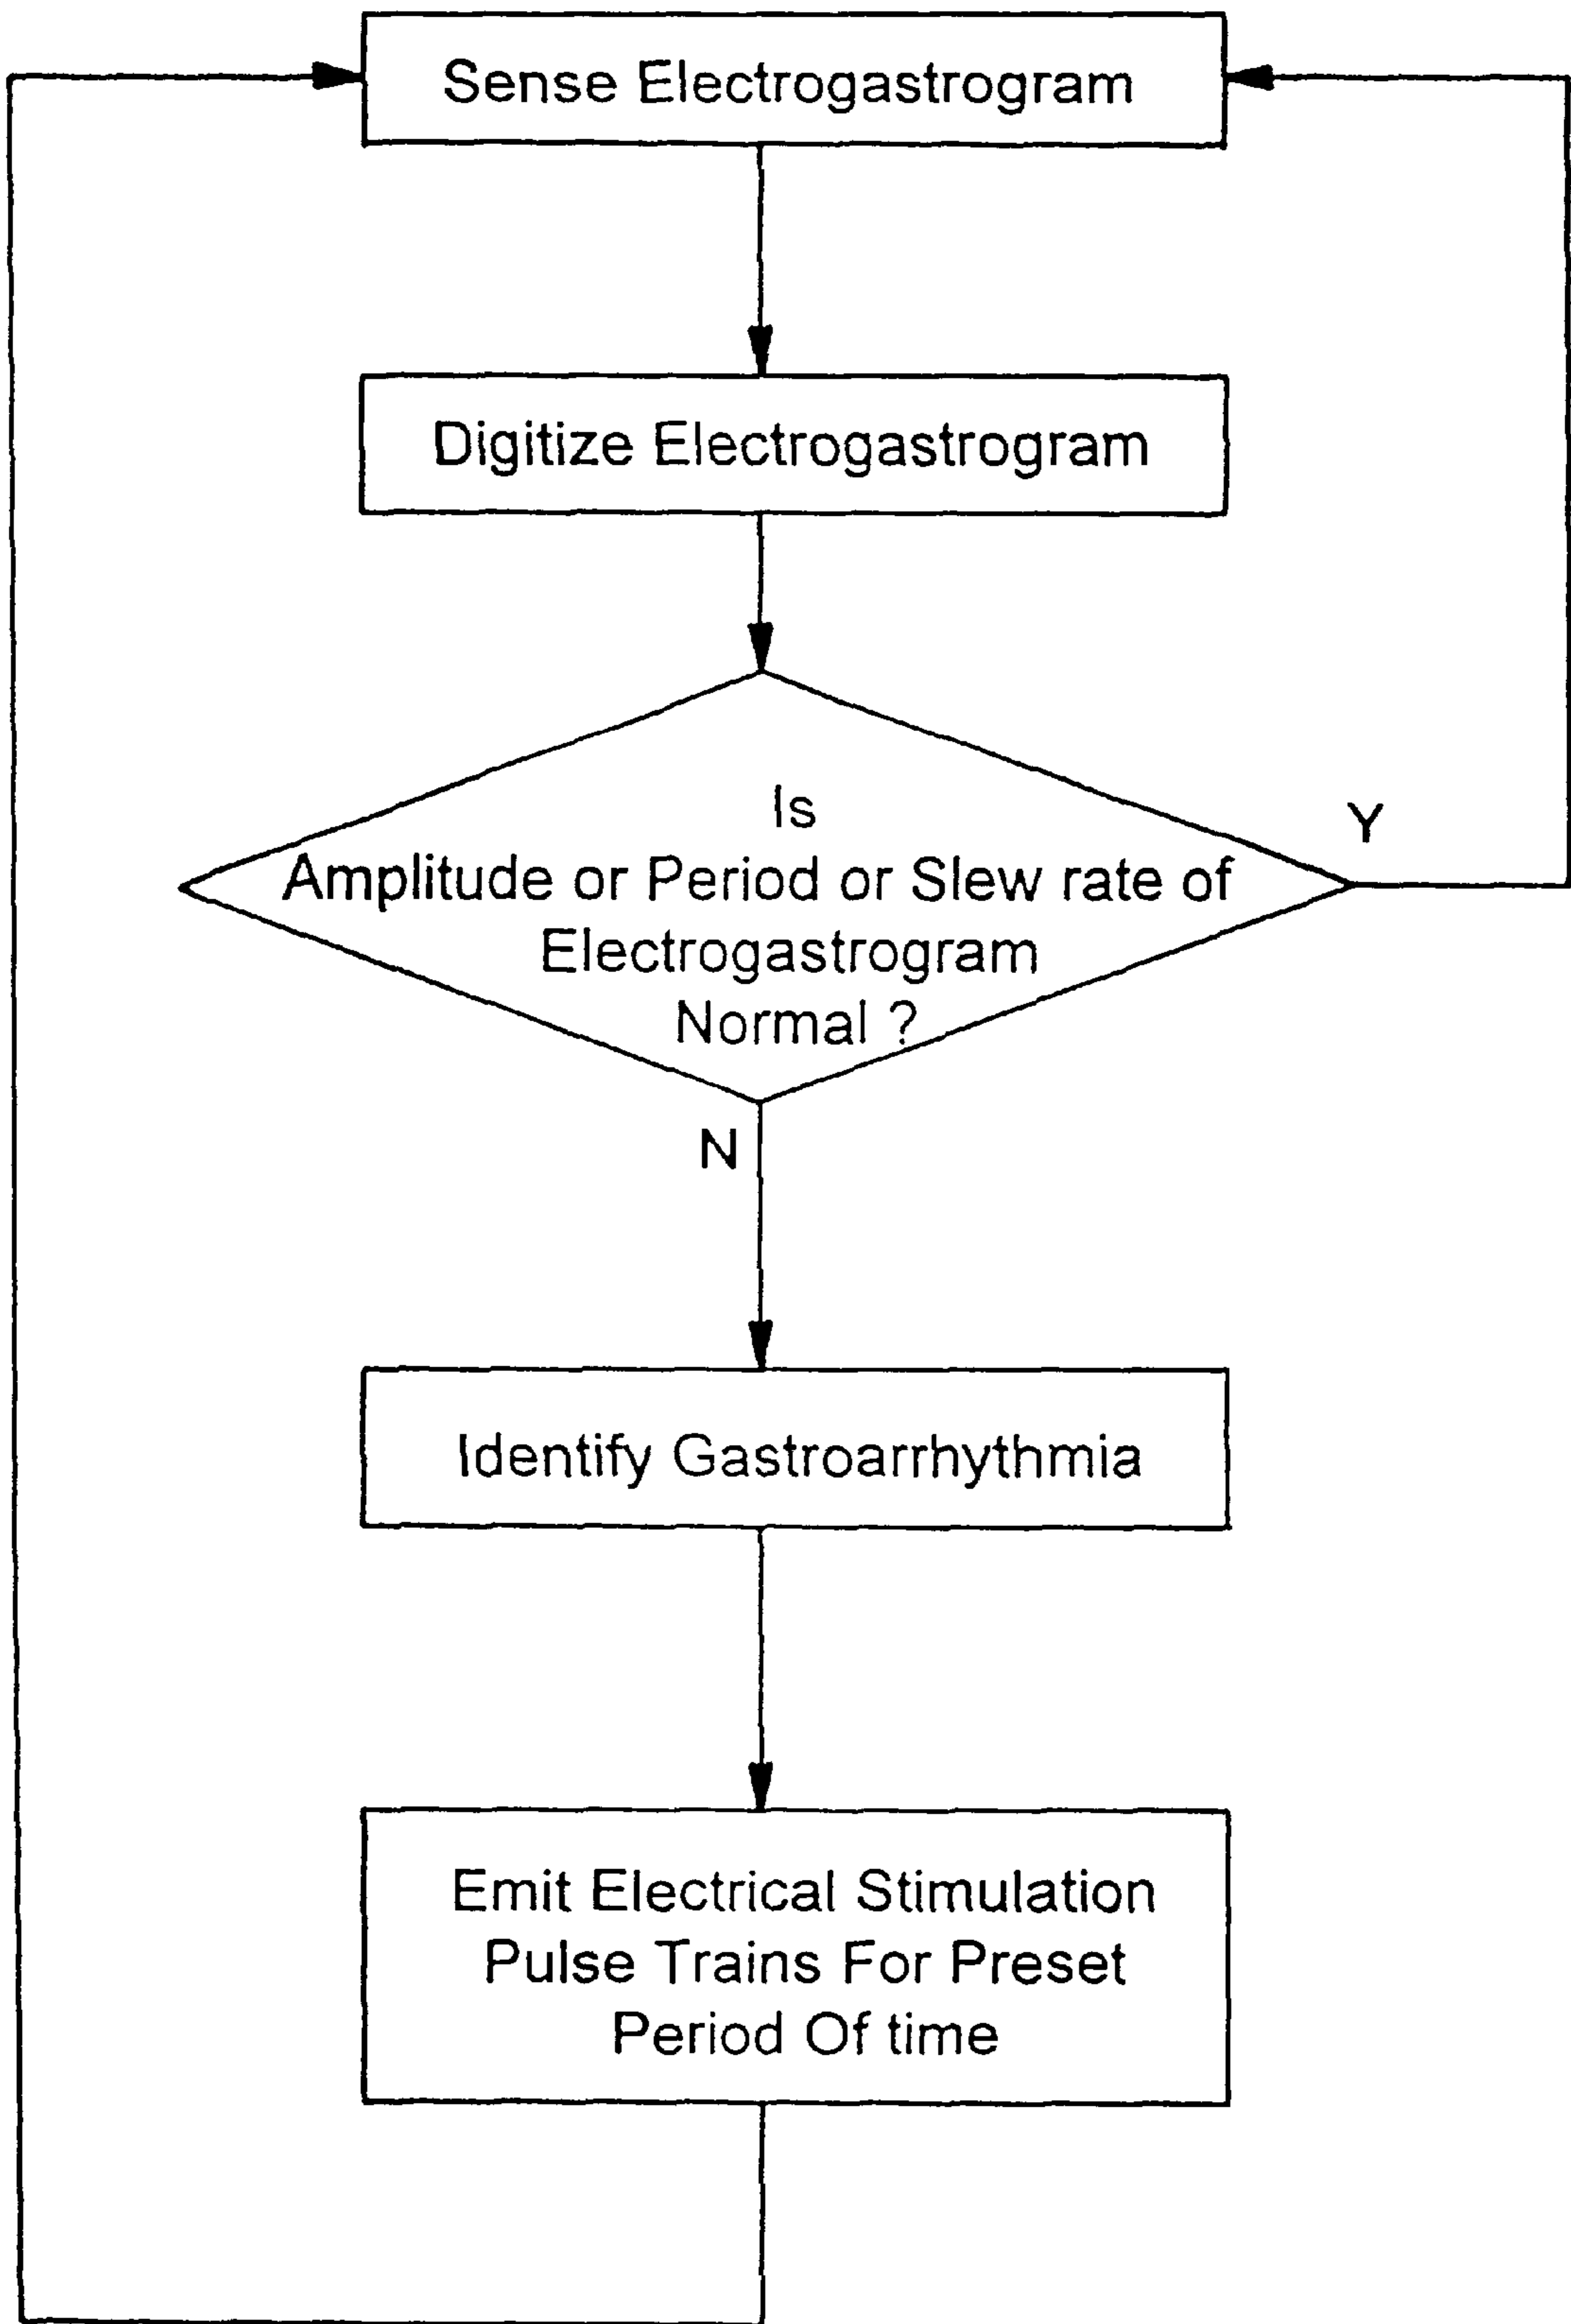 Sense Electrogastrogram
Digitize Electrogastrogram
Is
Amplitude or Period or Slew rate of
Electrogastrogram
Normal ?
Y
N
Identify Gastroarrhythmia
Emit Electrical Stimulation
Pulse Trains For Preset
Period Of time